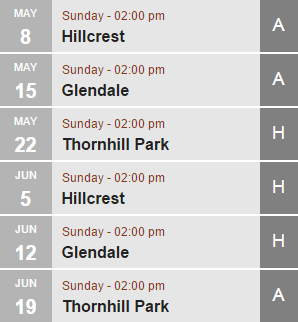 MAY
8
Sunday - 02:00 pm
Hillcrest
A
MAY
15
Sunday - 02:00 pm
Glendale
A
MAY
22
Sunday - 02:00 pm
Thornhill Park
H
JUN
5
Sunday - 02:00 pm
Hillcrest
H
JUN
12
Sunday - 02:00 pm
Glendale
H
JUN
19
Sunday - 02:00 pm
Thornhill Park
A